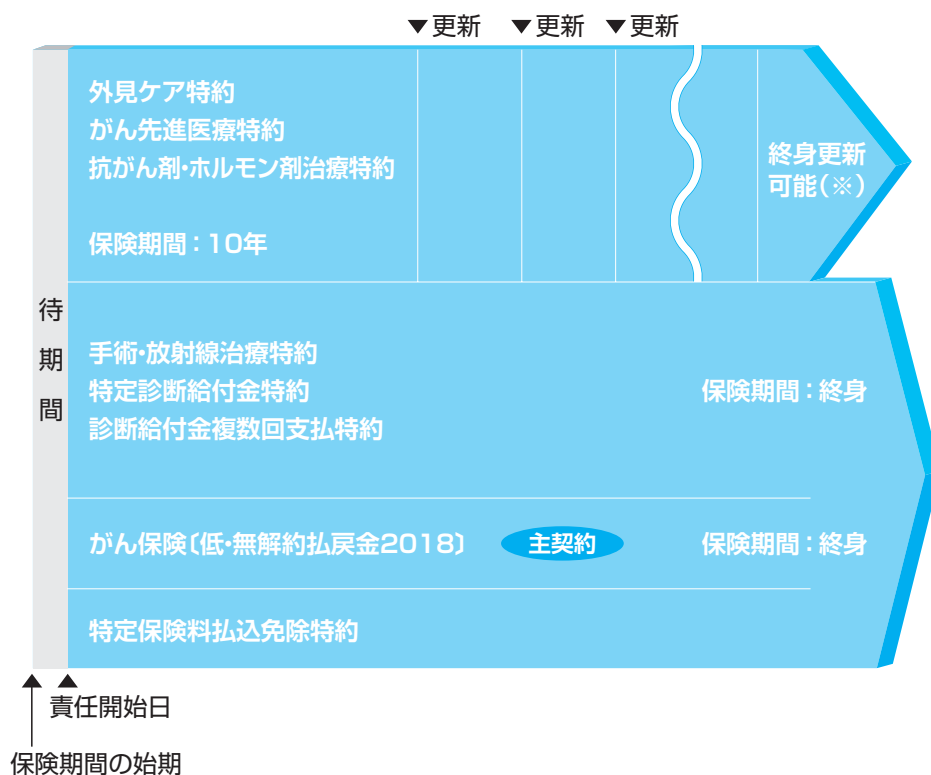 ▼更新 ▼更新 ▼更新
外見ケア特約
がん先進医療特約
抗がん剤・ホルモン剤治療特約
終身更新
可能(※)
保険期間：10年
待期間
手術・放射線治療特約
特定診断給付金特約
保険期間：終身
診断給付金複数回支払特約
がん保険〔低・無解約払戻金2018〕 主契約 保険期間：終身
特定保険料払込免除特約
責任開始日
保険期間の始期